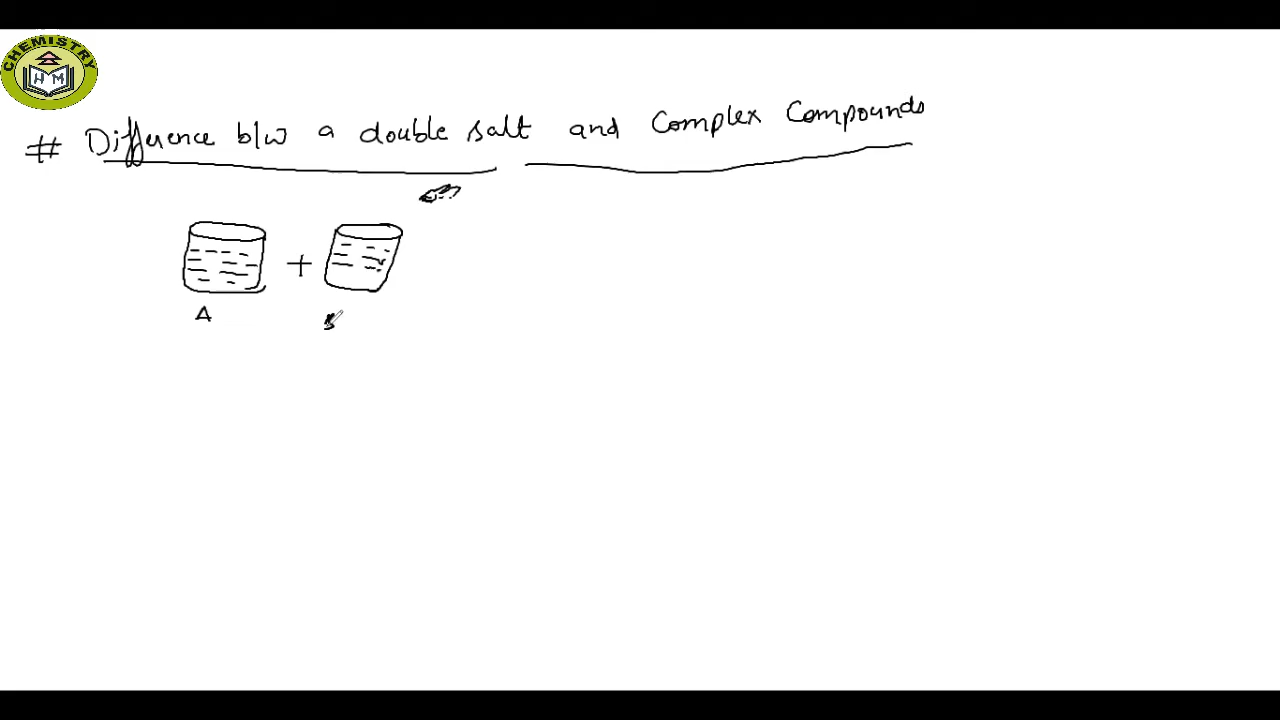 CHEMISTRY
H M
# Difference b/w a double salt and Complex Compounds
+
A